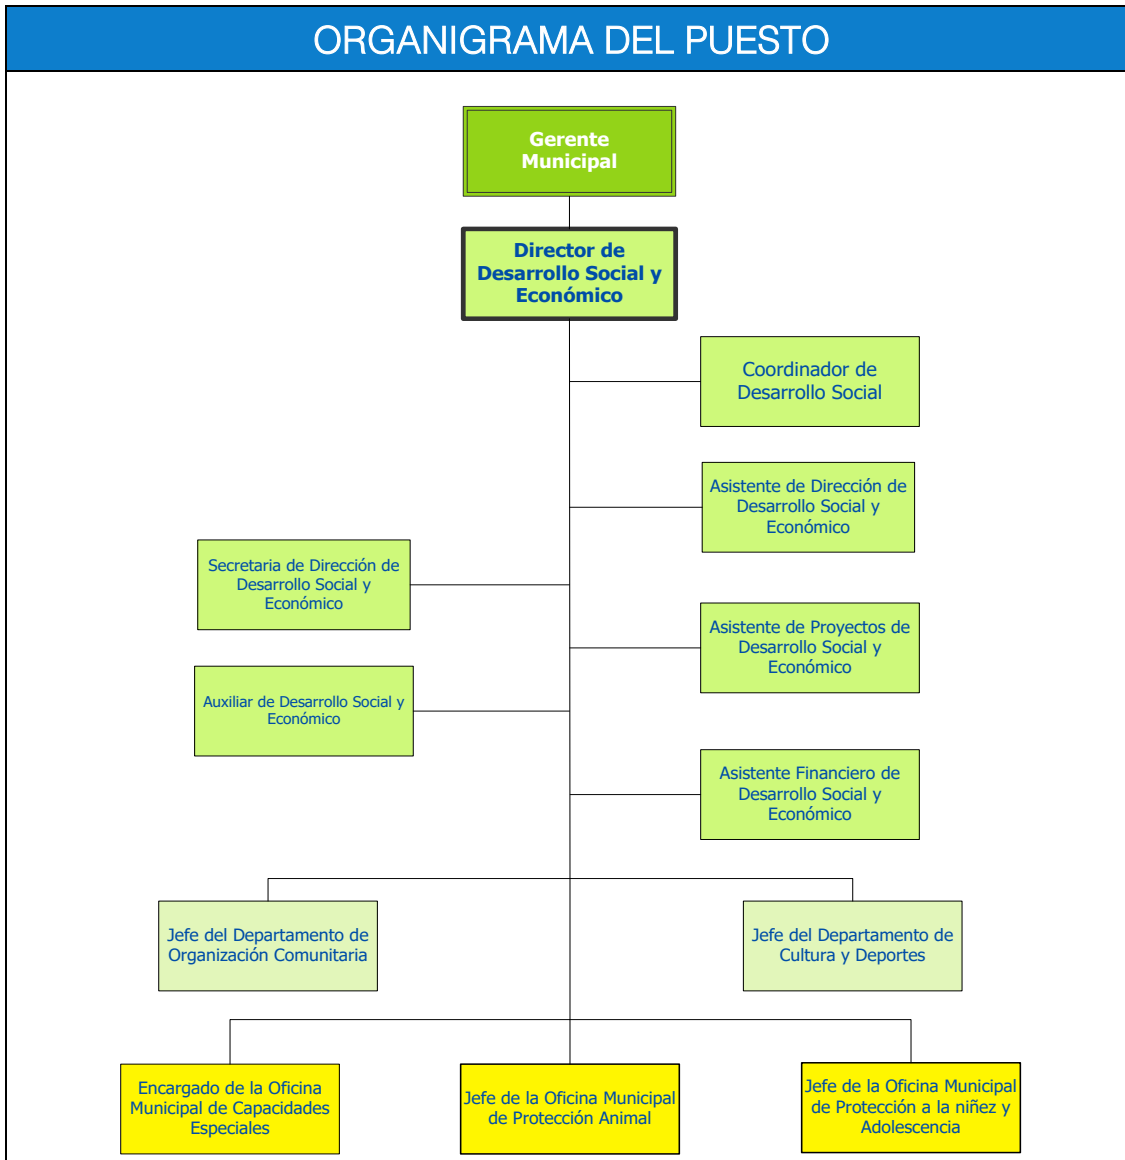 ORGANIGRAMA DEL PUESTO
Gerente
Municipal
Director de
Desarrollo Social y
Económico
Coordinador de
Desarrollo Social
Asistente de Dirección de
Desarrollo Social y
Económico
Secretaria de Dirección de
Desarrollo Social y
Económico
Asistente de Proyectos de
Desarrollo Social y
Económico
Auxiliar de Desarrollo Social y
Económico
Asistente Financiero de
Desarrollo Social y
Económico
Jefe del Departamento de
Organización Comunitaria
Jefe del Departamento de
Cultura y Deportes
Encargado de la Oficina
Municipal de Capacidades
Especiales
Jefe de la Oficina Municipal
de Protección Animal
Jefe de la Oficina Municipal
de Protección a la niñez y
Adolescencia